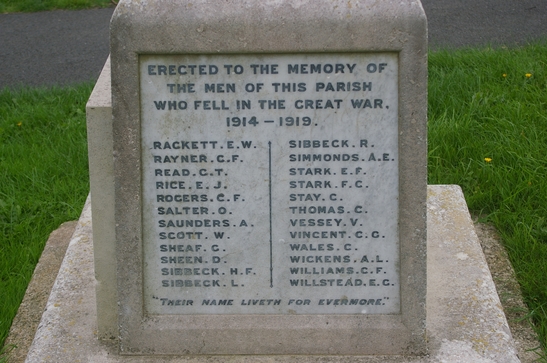 ERECTED TO THE MEMORY OF
THE MEN OF THIS PARISH
WHO FELL IN THE GREAT WAR.
1914-1919.
RACKETT. E.W.
RAYNER. C.F.
READ. G.T.
RICE. E.J.
ROGERS. C.F.
SALTER. O.
SAUNDERS. A.
SCOTT. W.
SHEAF. G.
SHEEN. D.
SIBBECK. H.F.
SIBBECK. L.
SIBBECK. R.
SIMMONDS. A.E.
STARK. E.F.
STARK. F.C.
STAY. C.
THOMAS. C.
VESSEY. V.
VINCENT. C.G.
WALES. C.
WICKENS. A.L.
WILLIAMS. C.F.
WILLSTEAD. E.G.
"THEIR NAME LIVETH FOR EVERMORE."